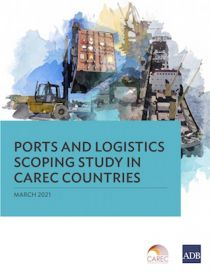 PORTS AND LOGISTICS
SCOPING STUDY IN
CAREC COUNTRIES
MARCH 2021
CAREC
ADB